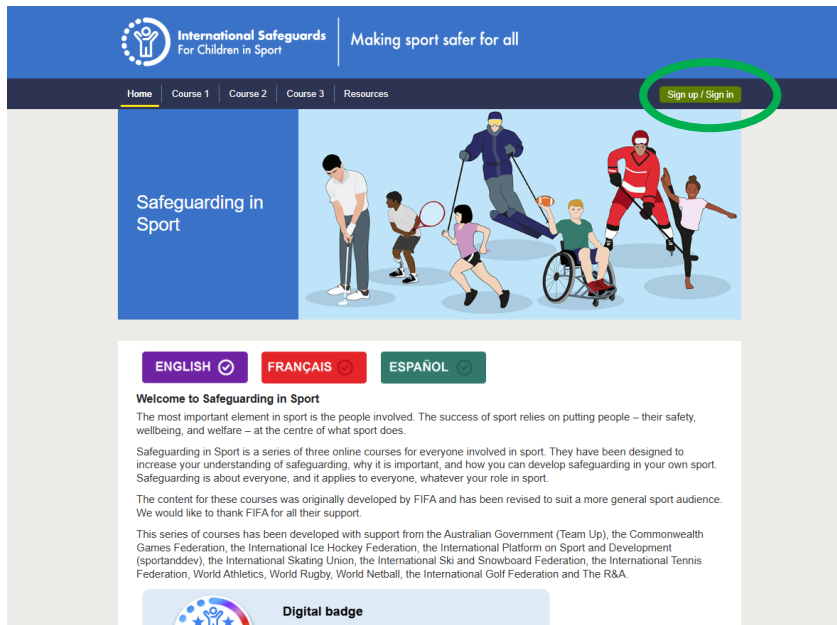 International Safeguards
For Children in Sport
Making sport safer for all
Home
Course 1
Course 2
Course 3
Resources
Sign up / Sign in
Safeguarding in
Sport
ENGLISH
FRANÇAIS
ESPAÑOL
Welcome to Safeguarding in Sport
The most important element in sport is the people involved. The success of sport relies on putting people – their safety,
wellbeing, and welfare – at the centre of what sport does.
Safeguarding in Sport is a series of three online courses for everyone involved in sport. They have been designed to
increase your understanding of safeguarding, why it is important, and how you can develop safeguarding in your own sport.
Safeguarding is about everyone, and it applies to everyone, whatever your role in sport.
The content for these courses was originally developed by FIFA and has been revised to suit a more general sport audience.
We would like to thank FIFA for all their support.
This series of courses has been developed with support from the Australian Government (Team Up), the Commonwealth
Games Federation, the International Ice Hockey Federation, the International Platform on Sport and Development
(sportanddev), the International Skating Union, the International Ski and Snowboard Federation, the International Tennis
Federation, World Athletics, World Rugby, World Netball, the International Golf Federation and The R&A.
Digital badge